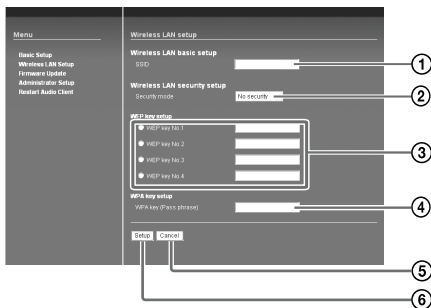 Menu
Basic Setup
Wireless LAN Setup
Firmware Update
Administrator Setup
Restart Audio Client
Wireless LAN setup
Wireless LAN basic setup
SSID
Wireless LAN security setup
Security mode
No security
WEP key setup
WEP key No.1
WEP key No.2
WEP key No.3
WEP key No.4
WPA key setup
WPA key (Pass phrase)
Setup Cancel
1
2
3
4
5
6